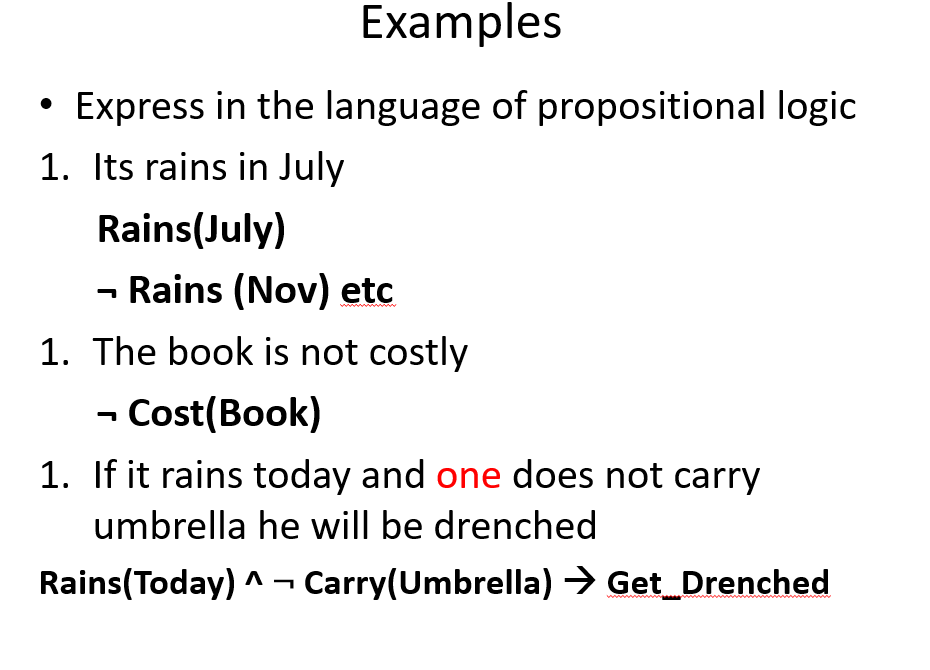 Examples
• Express in the language of propositional logic
1. Its rains in July
Rains(July)
¬ Rains (Nov) etc
1. The book is not costly
¬ Cost(Book)
1. If it rains today and one does not carry
umbrella he will be drenched
Rains(Today) ^ ¬ Carry(Umbrella) → Get_Drenched